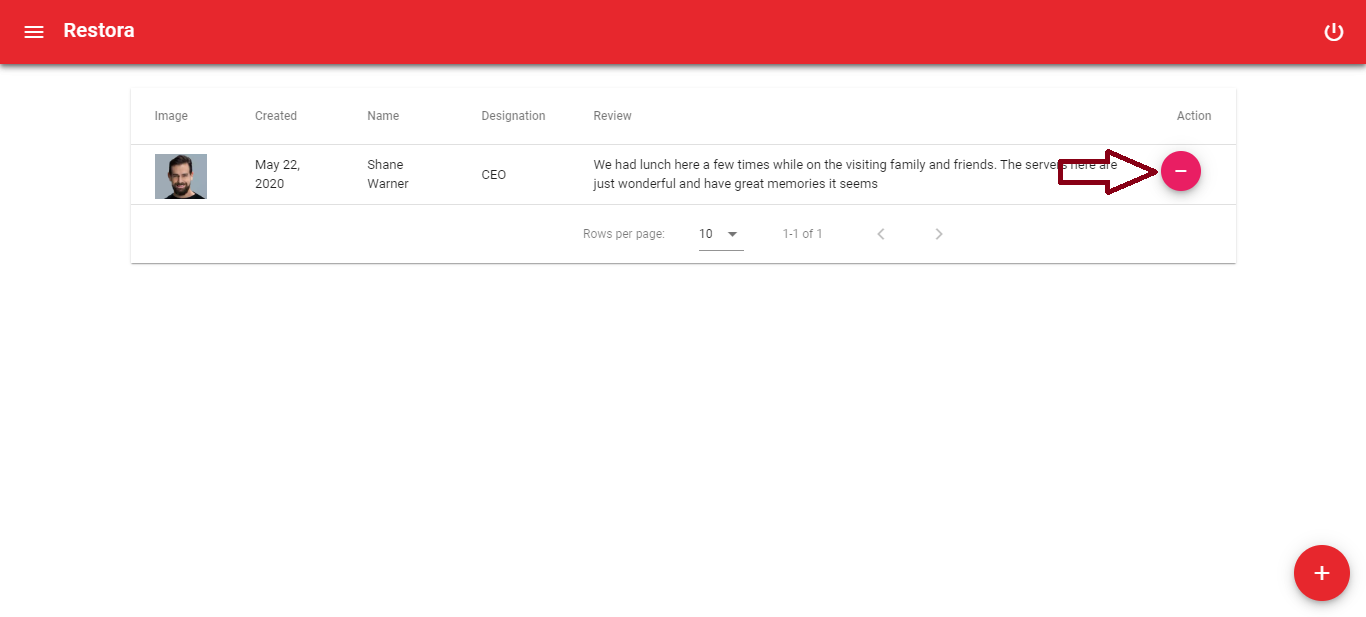 Restora
Image Created Name Designation Review Action
May 22, Shane We had lunch here a few times while on the visiting family and friends. The servers here are
2020 Warner CEO just wonderful and have great memories it seems
Rows per page: 10 1-1 of 1